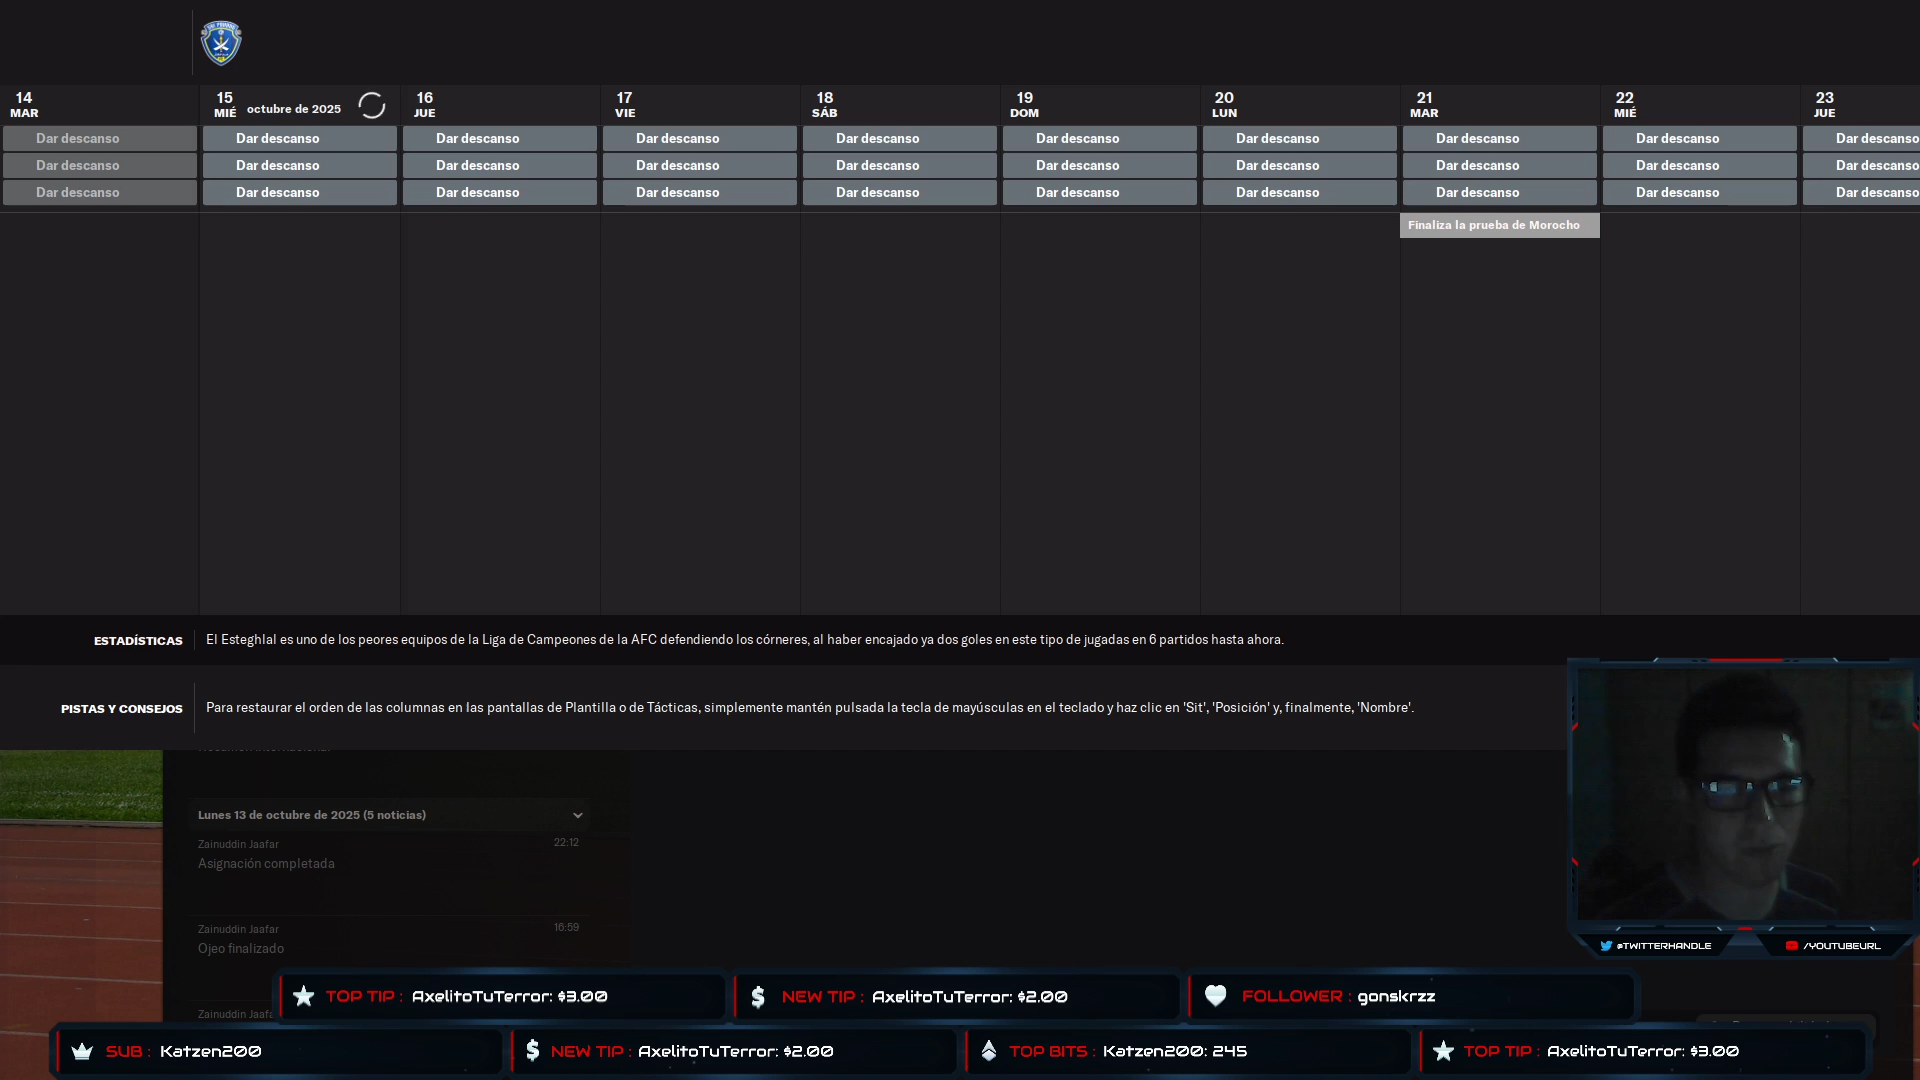 14
MAR
15
MIÉ octubre de 2025
16
JUE
17
VIE
18
SÁB
19
DOM
20
LUN
21
MAR
22
MIÉ
23
JUE
Dar descanso Dar descanso Dar descanso Dar descanso Dar descanso Dar descanso Dar descanso Dar descanso Dar descanso Dar descanso
Dar descanso Dar descanso Dar descanso Dar descanso Dar descanso Dar descanso Dar descanso Dar descanso Dar descanso Dar descanso
Dar descanso Dar descanso Dar descanso Dar descanso Dar descanso Dar descanso Dar descanso Dar descanso Dar descanso Dar descanso
Finaliza la prueba de Morocho
ESTADÍSTICAS El Esteghlal es uno de los peores equipos de la Liga de Campeones de la AFC defendiendo los córneres, al haber encajado ya dos goles en este tipo de jugadas en 6 partidos hasta ahora.
PISTAS Y CONSEJOS Para restaurar el orden de las columnas en las pantallas de Plantilla o de Tácticas, simplemente mantén pulsada la tecla de mayúsculas en el teclado y haz clic en 'Sit', 'Posición' y, finalmente, 'Nombre'.
Lunes 13 de octubre de 2025 (5 noticias)
Zainuddin Jaafar 22:12
Asignación completada
Zainuddin Jaafar 16:59
Ojeo finalizado
Zainuddin
@TWITTERHANDLE /YOUTUBEURL
TOP TIP : AxelitoTuTerror: $3.00
NEW TIP : AxelitoTuTerror: $2.00
FOLLOWER : gonskrzz
SUB : Katzen200
NEW TIP : AxelitoTuTerror: $2.00
TOP BITS : Katzen200: 245
TOP TIP : AxelitoTuTerror: $3.00